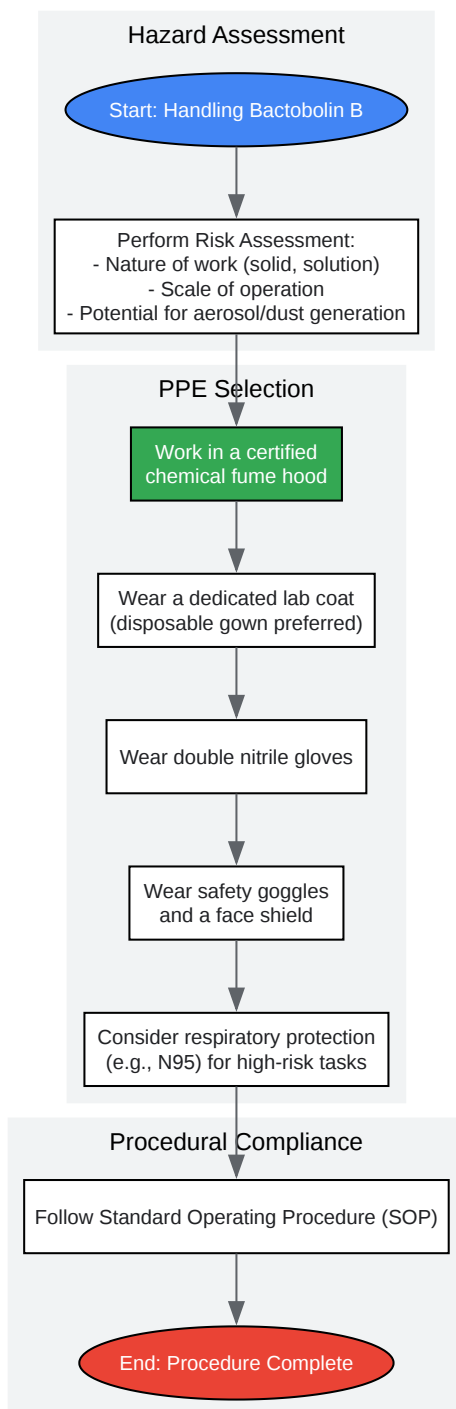 Hazard Assessment
Start: Handling Bactobolin B
Perform Risk Assessment:
- Nature of work (solid, solution)
- Scale of operation
- Potential for aerosol/dust generation
PPE Selection
Work in a certified
chemical fume hood
Wear a dedicated lab coat
(disposable gown preferred)
Wear double nitrile gloves
Wear safety goggles
and a face shield
Consider respiratory protection
(e.g., N95) for high-risk tasks
Procedural Compliance
Follow Standard Operating Procedure (SOP)
End: Procedure Complete